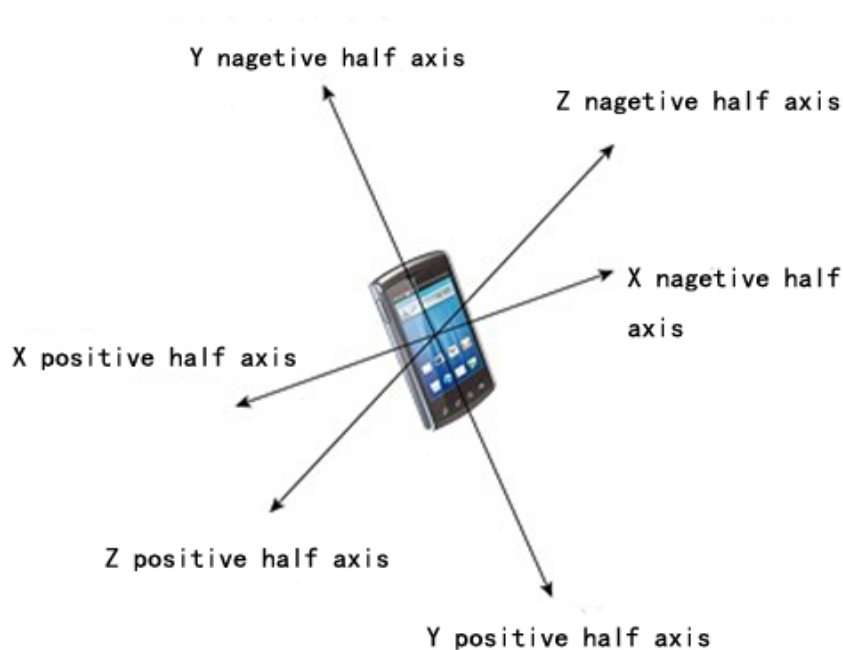 Y nagetive half axis
Z nagetive half axis
X nagetive half
axis
X positive half axis
Z positive half axis
Y positive half axis